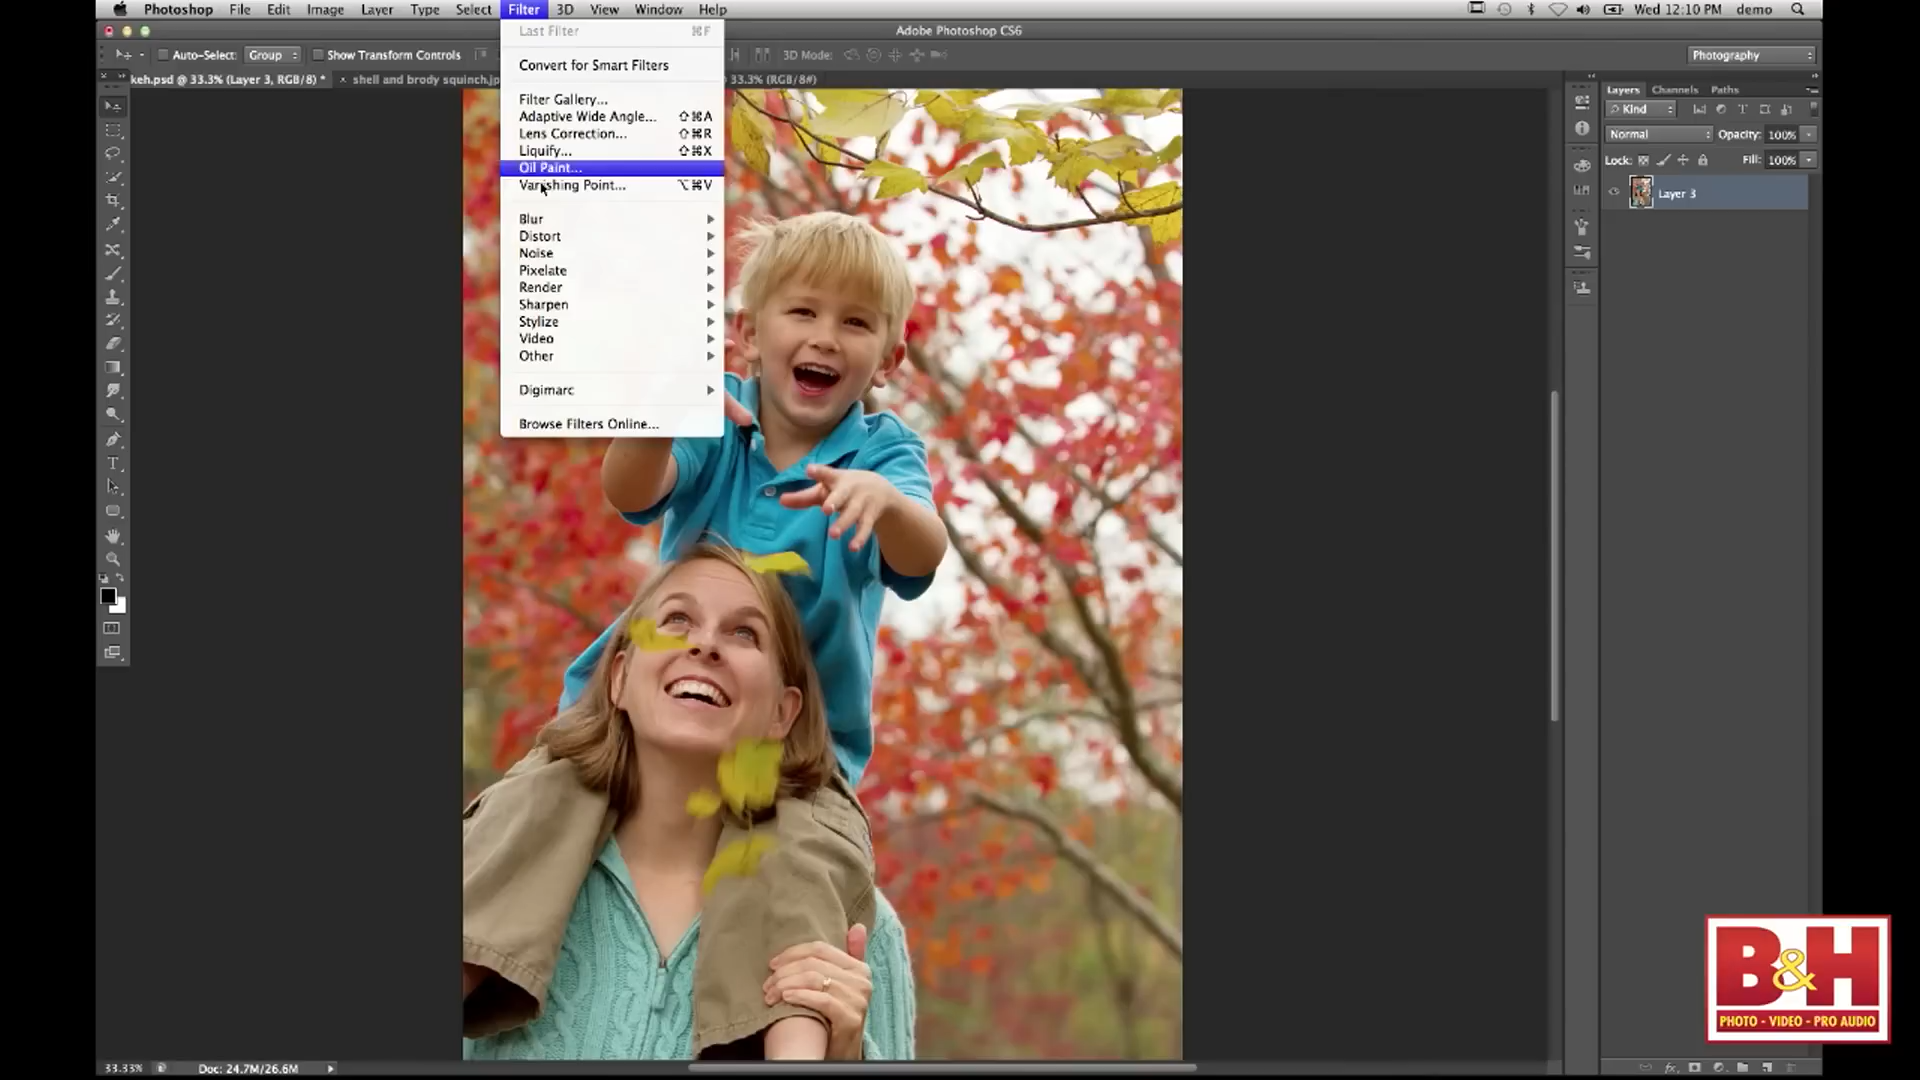 Photoshop File Edit Image Layer Type Select Filter 3D View Window Help Wed 12:10 PM demo
Adobe Photoshop CS6
Auto-Select: Group Show Transform Controls 3D Mode: Photography
keh.psd @ 33.3% (Layer 3, RGB/8) * × shell and brody squinch.jp 33.3% (RGB/8#)
Last Filter ⌘F
Convert for Smart Filters
Filter Gallery...
Adaptive Wide Angle... ⇧⌘A
Lens Correction... ⇧⌘R
Liquify... ⇧⌘X
Oil Paint...
Vanishing Point... ⌥⌘V
Blur
Distort
Noise
Pixelate
Render
Sharpen
Stylize
Video
Other
Digimarc
Browse Filters Online...
Layers Channels Paths
Kind
Normal Opacity: 100%
Lock: Fill: 100%
Layer 3
B&H
PHOTO - VIDEO - PRO AUDIO
33.33% Doc: 24.7M/26.6M